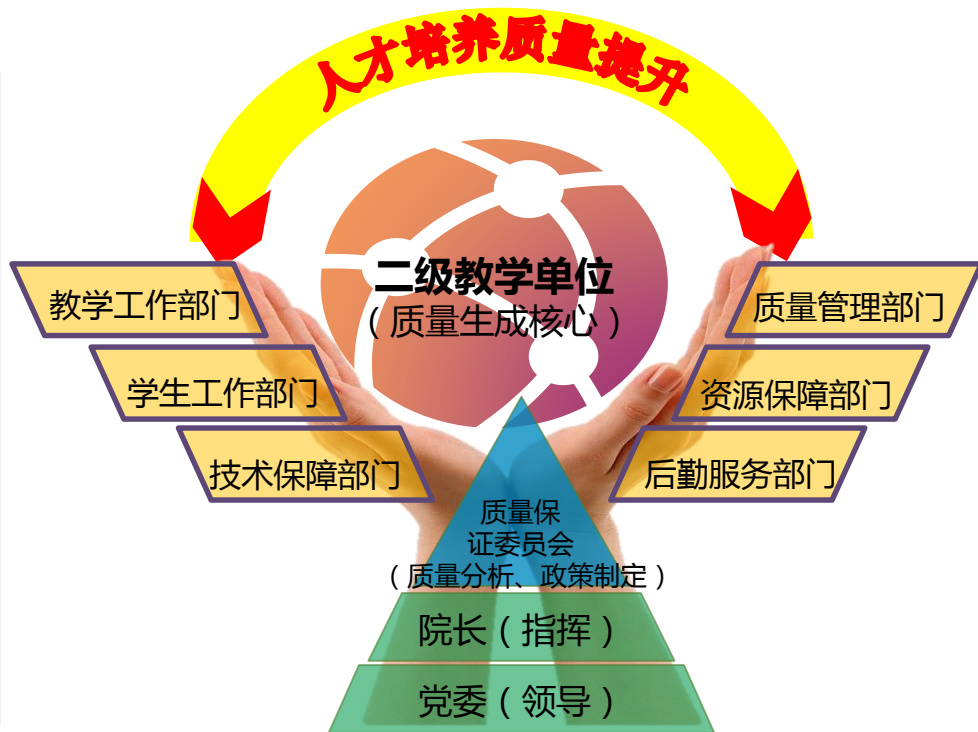 人才培养质量提升
二级教学单位
（质量生成核心）
教学工作部门
学生工作部门
技术保障部门
质量管理部门
资源保障部门
后勤服务部门
质量保
证委员会
（质量分析、政策制定）
院长（指挥）
党委（领导）